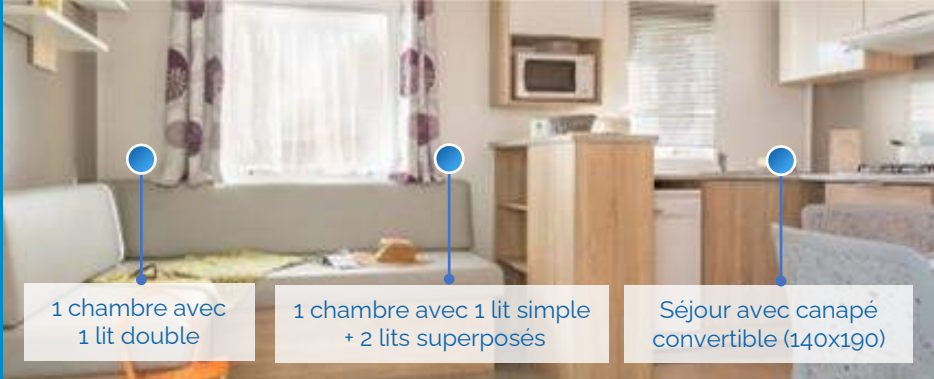 1 chambre avec
1 lit double
1 chambre avec 1 lit simple
+ 2 lits superposés
Séjour avec canapé
convertible (140x190)